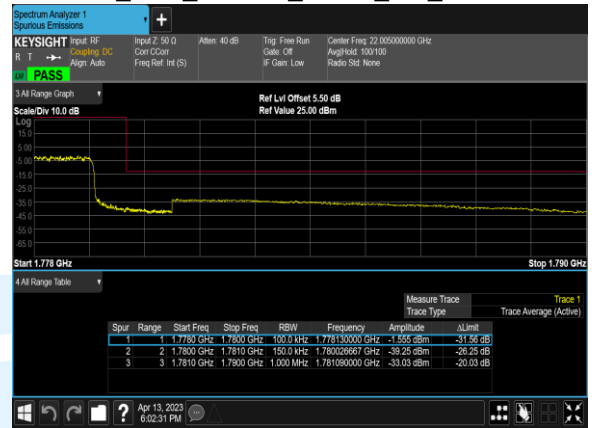 Spectrum Analyzer 1
Spurious Emissions
KEYSIGHT Input: RF Input Z: 50 Ω Atten: 40 dB Trig: Free Run Center Freq: 22.005000000 GHz
R T Coupling: DC Corr CCorr Gate: Off Avg|Hold: 100/100
Align: Auto Freq Ref: Int (S) IF Gain: Low Radio Std: None
PASS
3 All Range Graph
Ref Lvl Offset 5.50 dB
Scale/Div 10.0 dB Ref Value 25.00 dBm
Log
15.0
5.00
-5.00
-15.0
-25.0
-35.0
-45.0
-55.0
-65.0
Start 1.778 GHz Stop 1.790 GHz
4 All Range Table
Measure Trace Trace 1
Trace Type Trace Average (Active)
Spur Range Start Freq Stop Freq RBW Frequency Amplitude ΔLimit
1 1 1.7780 GHz 1.7800 GHz 100.0 kHz 1.778130000 GHz -1.555 dBm -31.56 dB
2 2 1.7800 GHz 1.7810 GHz 150.0 kHz 1.780026667 GHz -39.25 dBm -26.25 dB
3 3 1.7810 GHz 1.7900 GHz 1.000 MHz 1.781090000 GHz -33.03 dBm -20.03 dB
Apr 13, 2023
6:02:31 PM